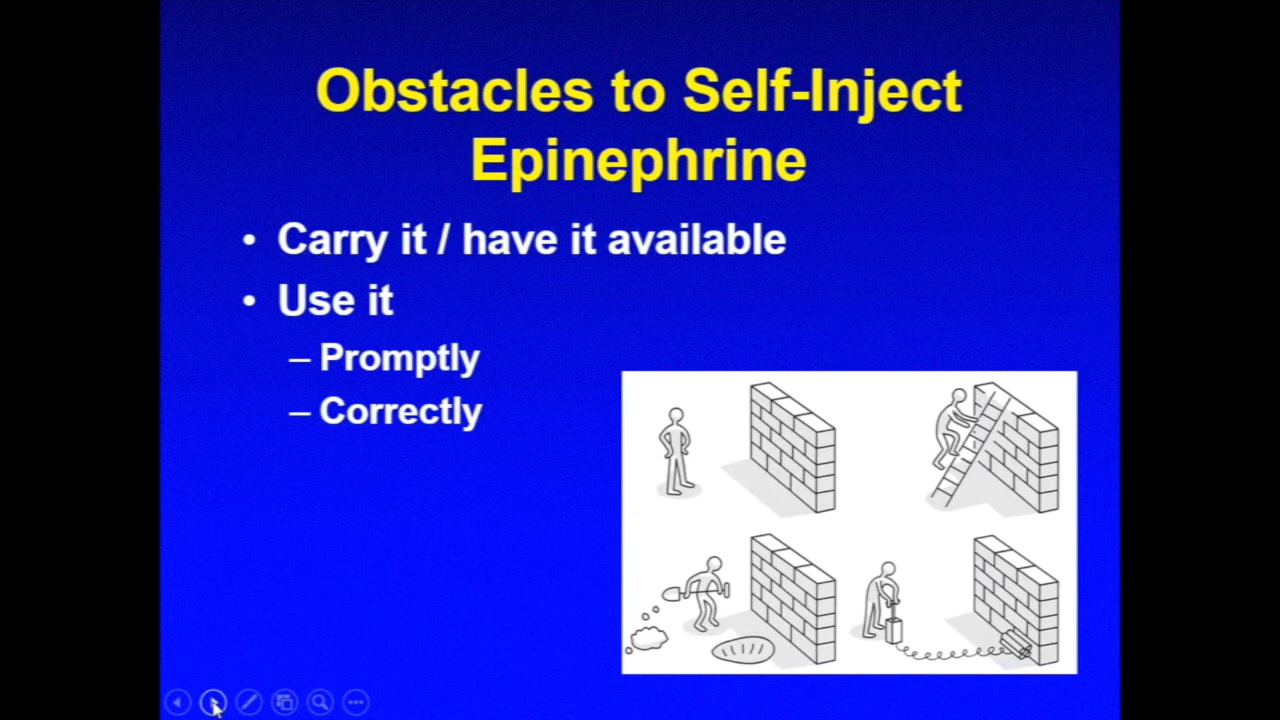 Obstacles to Self-Inject
Epinephrine
• Carry it / have it available
• Use it
– Promptly
– Correctly